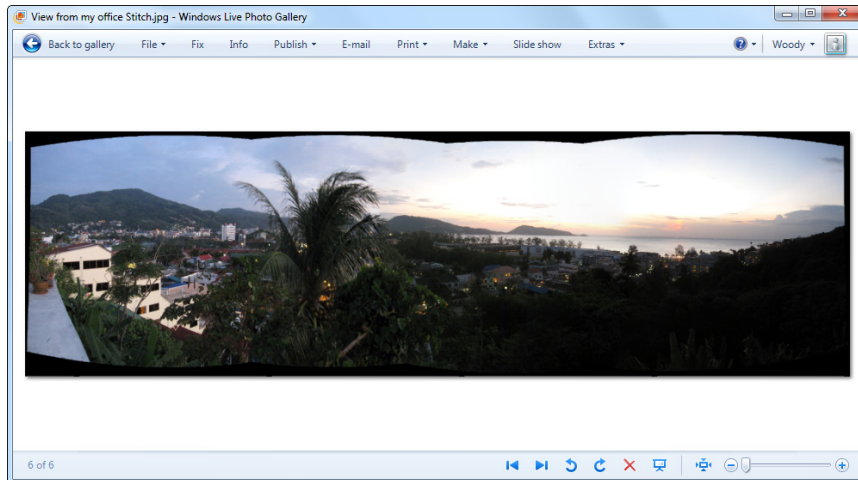 View from my office Stitch.jpg - Windows Live Photo Gallery
Back to gallery File Fix Info Publish E-mail Print Make Slide show Extras Woody
6 of 6